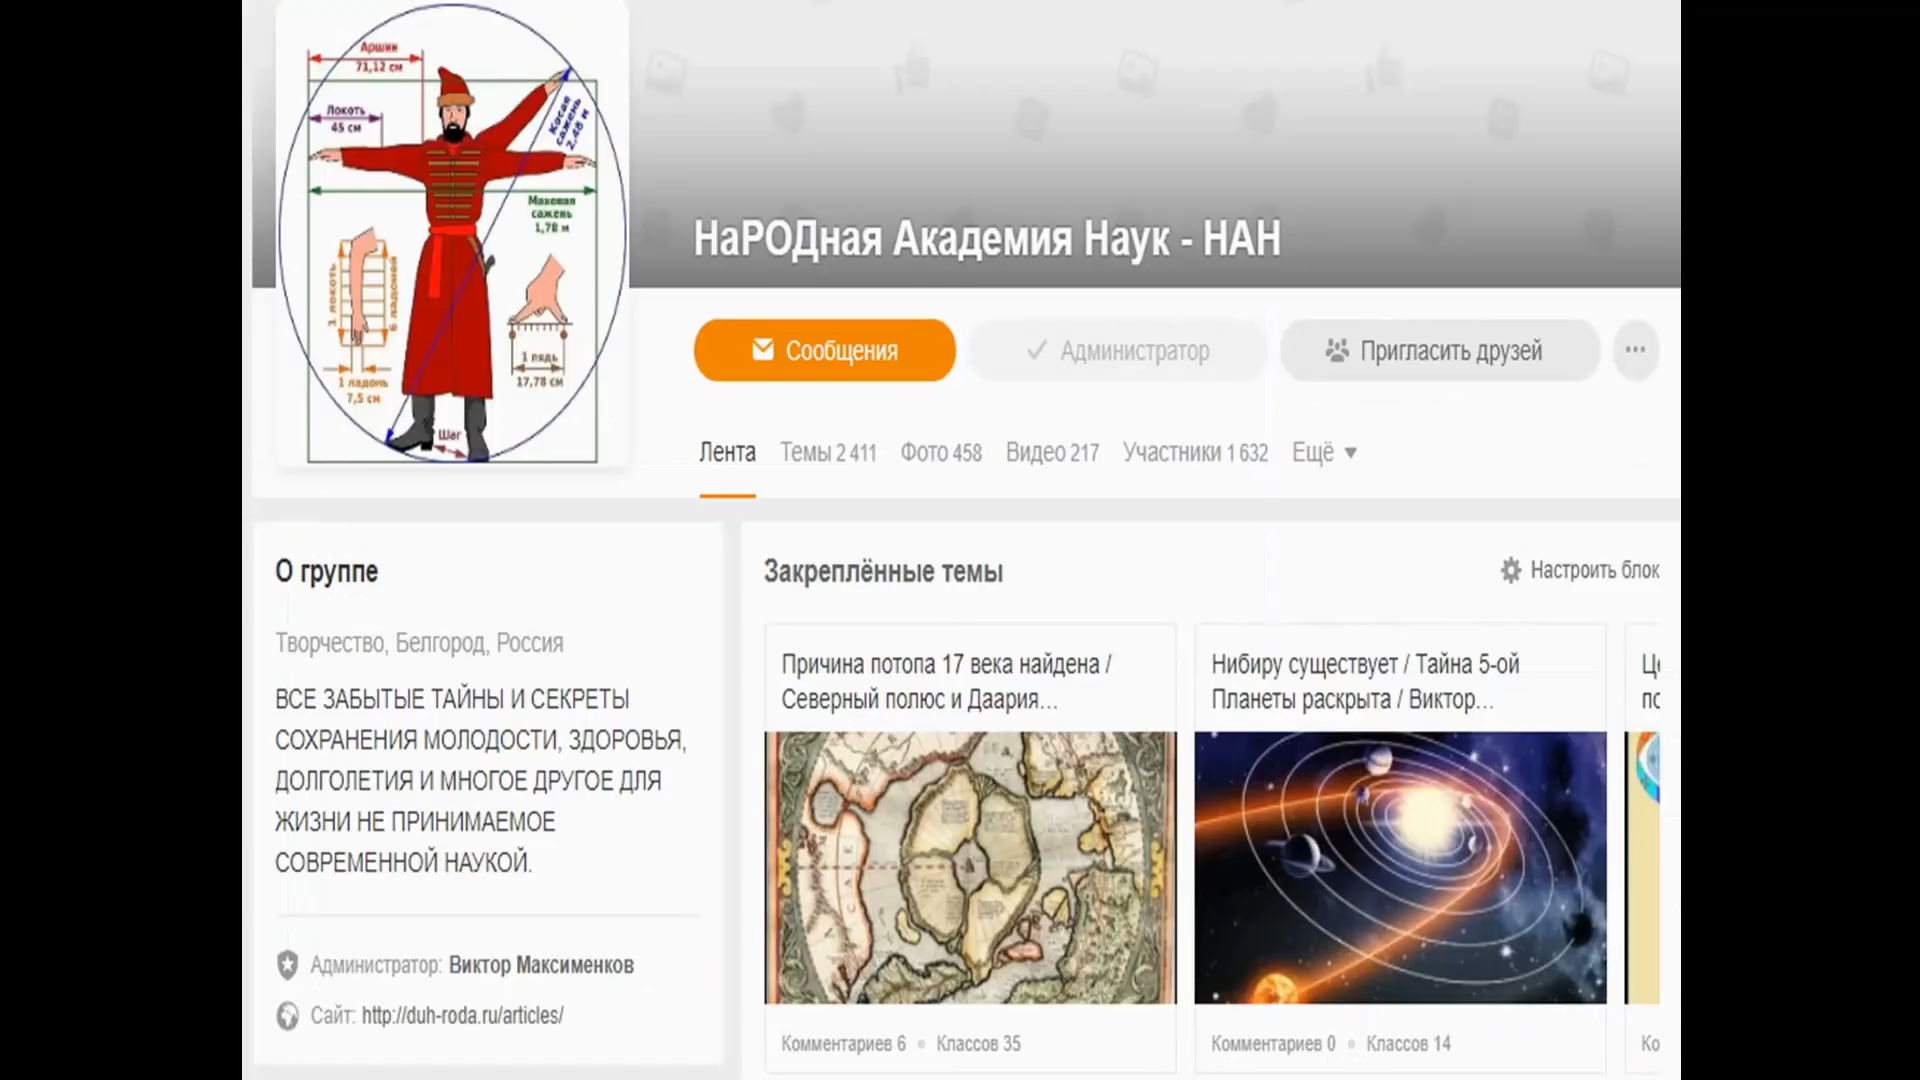 Аршин
71,12 см
Локоть
45 см
Косая
сажень
2,48 м
Маховая
сажень
1,78 м
1 локоть
6 ладоней
1 ладонь
7,5 см
1 пядь
17,78 см
Шаг
НаРОДная Академия Наук - НАН
Сообщения
Администратор
Пригласить друзей
Лента Темы 2 411 Фото 458 Видео 217 Участники 1 632 Ещё
О группе
Творчество, Белгород, Россия
ВСЕ ЗАБЫТЫЕ ТАЙНЫ И СЕКРЕТЫ
СОХРАНЕНИЯ МОЛОДОСТИ, ЗДОРОВЬЯ,
ДОЛГОЛЕТИЯ И МНОГОЕ ДРУГОЕ ДЛЯ
ЖИЗНИ НЕ ПРИНИМАЕМОЕ
СОВРЕМЕННОЙ НАУКОЙ.
Администратор: Виктор Максименков
Сайт: http://duh-roda.ru/articles/
Закреплённые темы
Настроить блок
Причина потопа 17 века найдена /
Северный полюс и Даария...
Комментариев 6 • Классов 35
Нибиру существует / Тайна 5-ой
Планеты раскрыта / Виктор...
Комментариев 0 • Классов 14